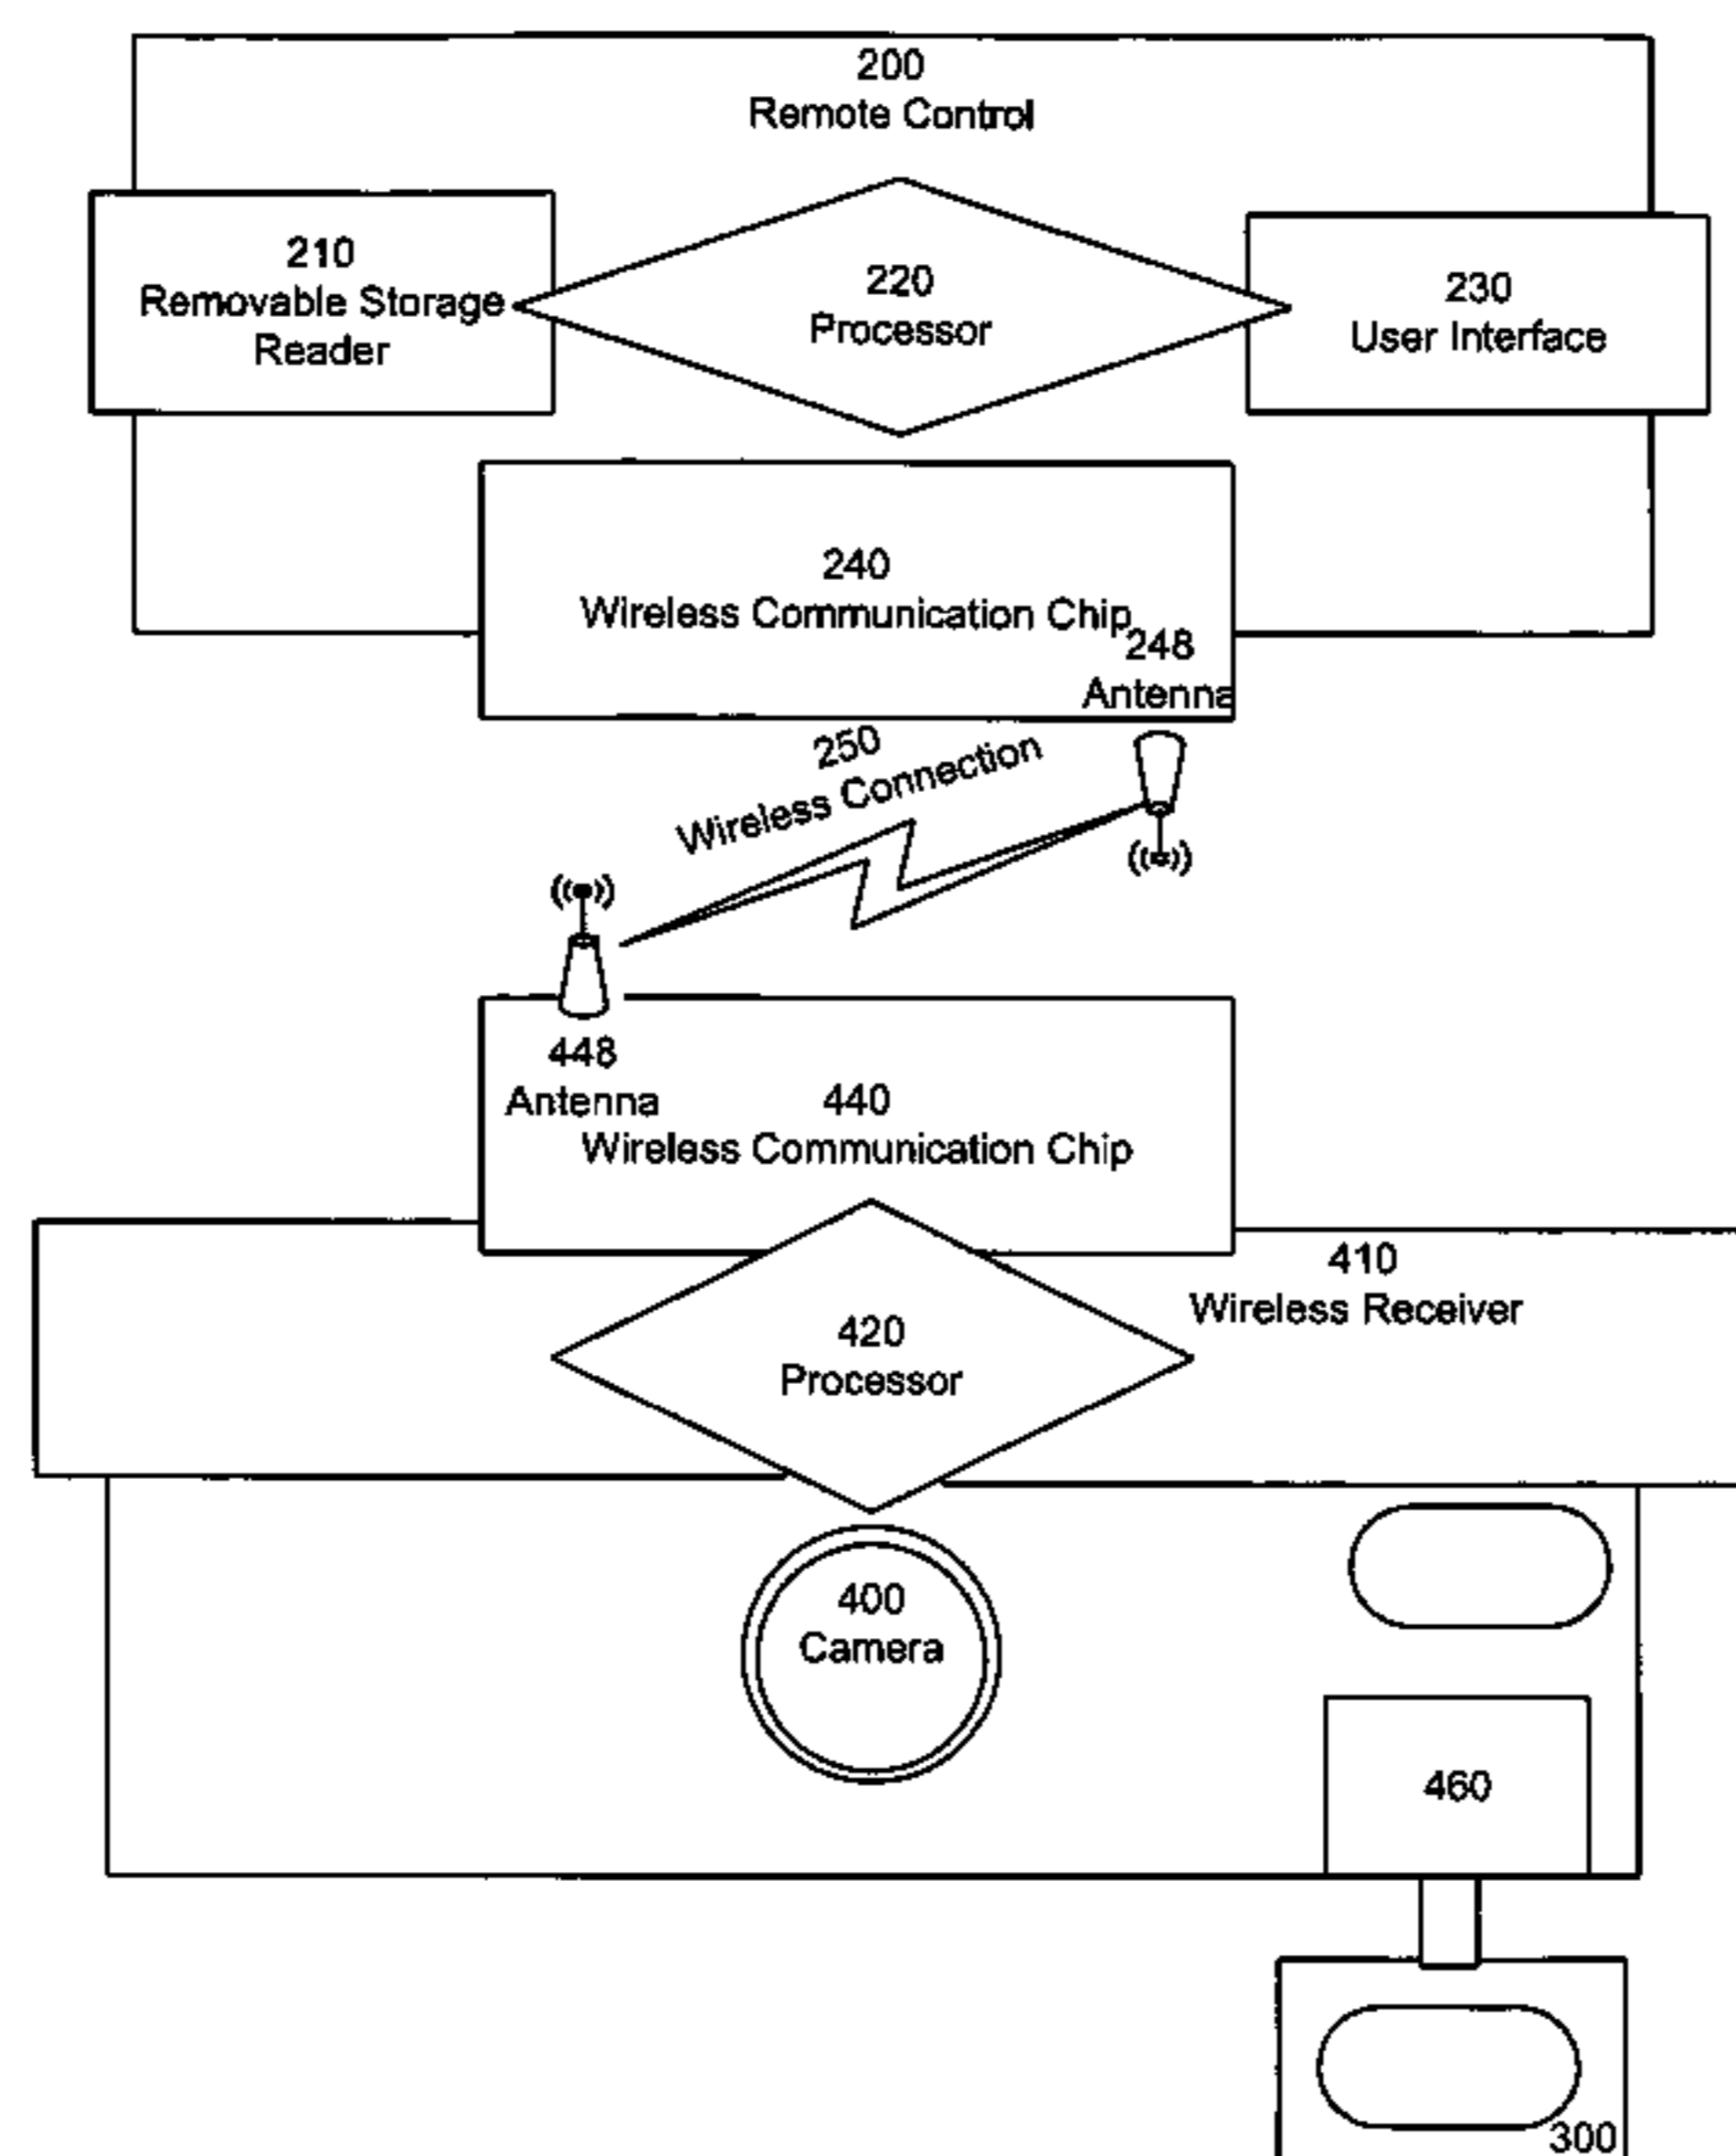 200
Remote Control
210
Removable Storage
Reader
220
Processor
230
User Interface
240
Wireless Communication Chip
248
Antenna
250
Wireless Connection
448
Antenna
440
Wireless Communication Chip
410
Wireless Receiver
420
Processor
400
Camera
460
300